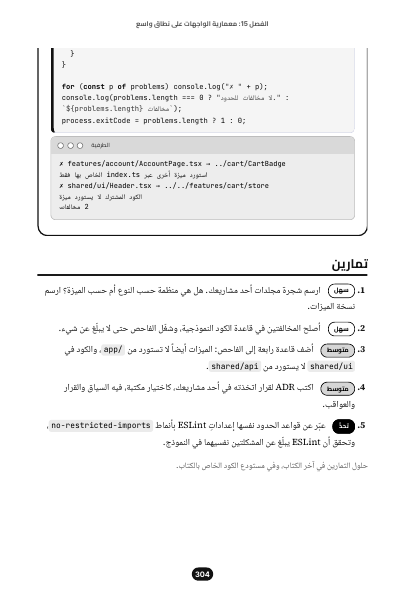 الفصل 15: معمارية الواجهات على نطاق واسع
}
}
for (const p of problems) console.log("✗ " + p);
console.log(problems.length === 0 ? "لا مخالفات للحدود." :
`${problems.length} مخالفات`);
process.exitCode = problems.length ? 1 : 0;
الطرفية
✗ features/account/AccountPage.tsx → ../cart/CartBadge
استورد ميزة أخرى عبر index.ts الخاص بها فقط
✗ shared/ui/Header.tsx → ../../features/cart/store
الكود المشترك لا يستورد ميزة
2 مخالفات
تمارين
1. سهل ارسم شجرة مجلدات أحد مشاريعك. هل هي منظمة حسب النوع أم حسب الميزة؟ ارسم
نسخة الميزات.
2. سهل أصلح المخالفتين في قاعدة الكود النموذجية، وشغّل الفاحص حتى لا يبلّغ عن شيء.
3. متوسط أضف قاعدة رابعة إلى الفاحص: الميزات أيضاً لا تستورد من app/، والكود في
shared/ui لا يستورد من shared/api.
4. متوسط اكتب ADR لقرار اتخذته في أحد مشاريعك، كاختيار مكتبة، فيه السياق والقرار
والعواقب.
5. تحدٍّ عبّر عن قواعد الحدود نفسها إعدادات ESLint بأنماط no-restricted-imports،
وتحقق أن ESLint يبلّغ عن المشكلتين نفسيهما في النموذج.
حلول التمارين في آخر الكتاب، وفي مستودع الكود الخاص بالكتاب.
304